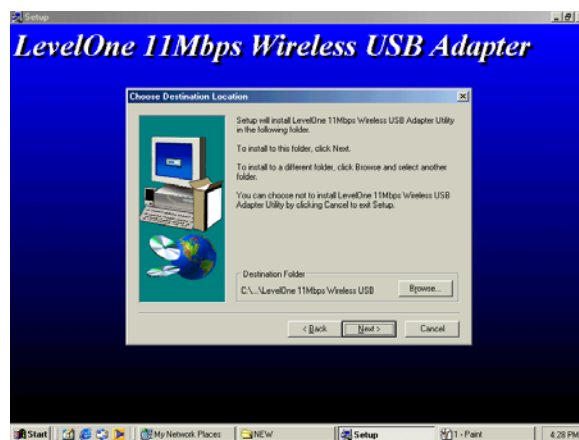 Setup
LevelOne 11Mbps Wireless USB Adapter
Choose Destination Location
Setup will install LevelOne 11Mbps Wireless USB Adapter Utility
in the following folder.
To install to this folder, click Next.
To install to a different folder, click Browse and select another
folder.
You can choose not to install LevelOne 11Mbps Wireless USB
Adapter Utility by clicking Cancel to exit Setup.
Destination Folder
C:\...\LevelOne 11Mbps Wireless USB
Browse...
< Back
Next >
Cancel
Start
My Network Places
NEW
Setup
1 - Paint
4:28 PM